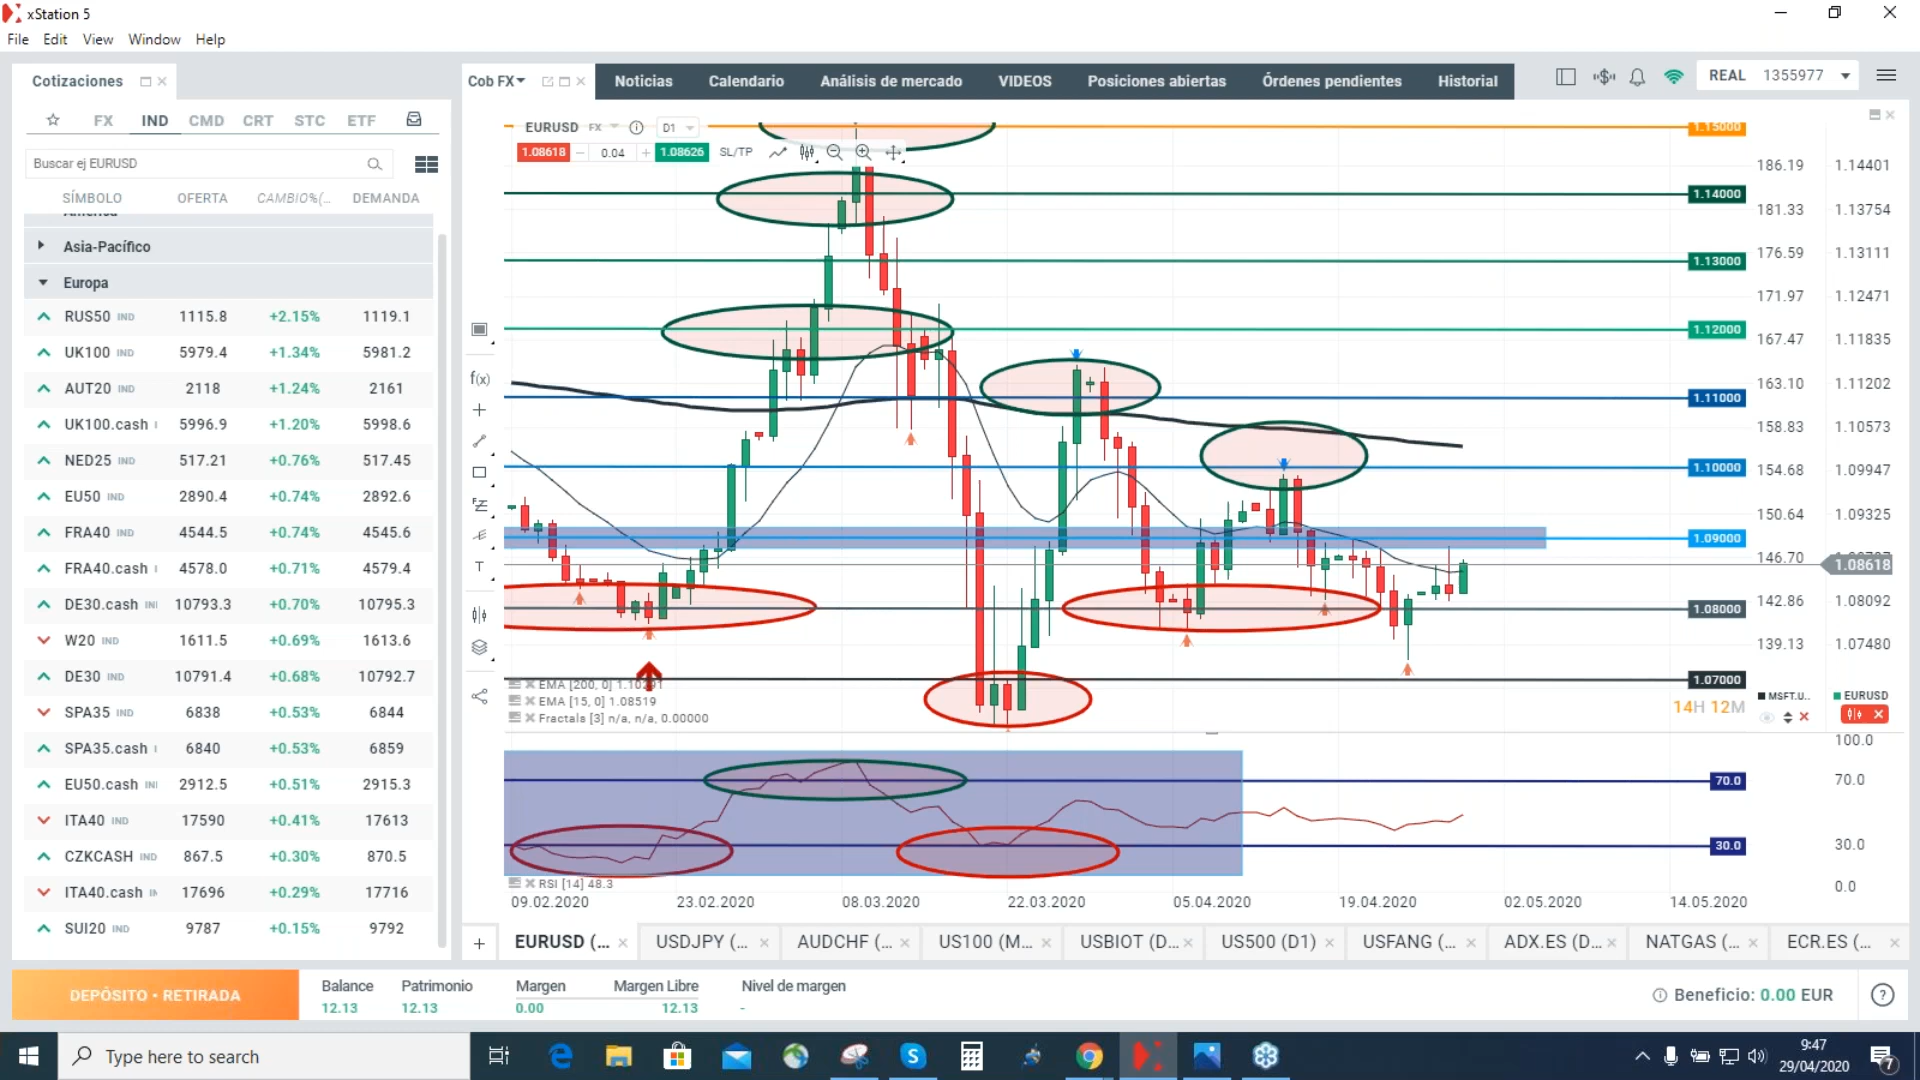 xStation 5
File Edit View Window Help
Cotizaciones
Cob FX Noticias Calendario Análisis de mercado VIDEOS Posiciones abiertas Órdenes pendientes Historial
REAL 1355977
FX IND CMD CRT STC ETF
Buscar ej EURUSD
SÍMBOLO OFERTA CAMBIO%(... DEMANDA
América
Asia-Pacífico
Europa
RUS50 IND 1115.8 +2.15% 1119.1
UK100 IND 5979.4 +1.34% 5981.2
AUT20 IND 2118 +1.24% 2161
UK100.cash I 5996.9 +1.20% 5998.6
NED25 IND 517.21 +0.76% 517.45
EU50 IND 2890.4 +0.74% 2892.6
FRA40 IND 4544.5 +0.74% 4545.6
FRA40.cash I 4578.0 +0.71% 4579.4
DE30.cash INI 10793.3 +0.70% 10795.3
W20 IND 1611.5 +0.69% 1613.6
DE30 IND 10791.4 +0.68% 10792.7
SPA35 IND 6838 +0.53% 6844
SPA35.cash I 6840 +0.53% 6859
EU50.cash INI 2912.5 +0.51% 2915.3
ITA40 IND 17590 +0.41% 17613
CZKCASH IND 867.5 +0.30% 870.5
ITA40.cash IN 17696 +0.29% 17716
SUI20 IND 9787 +0.15% 9792
EURUSD FX D1
1.08618 0.04 1.08626 SL/TP
f(x)
T
1.15000
1.14000
1.13000
1.12000
1.11000
1.10000
1.09000
1.08000
1.07000
186.19 1.14401
181.33 1.13754
176.59 1.13111
171.97 1.12471
167.47 1.11835
163.10 1.11202
158.83 1.10573
154.68 1.09947
150.64 1.09325
146.70
1.08618
142.86 1.08092
139.13 1.07480
MSFT.U.. EURUSD
14H 12M
EMA [200, 0] 1.10291
EMA [15, 0] 1.08519
Fractals [3] n/a, n/a, 0.00000
100.0
70.0 70.0
30.0 30.0
0.0
RSI [14] 48.3
09.02.2020 23.02.2020 08.03.2020 22.03.2020 05.04.2020 19.04.2020 02.05.2020 14.05.2020
EURUSD (... USDJPY (... AUDCHF (... US100 (M... USBIOT (D... US500 (D1) USFANG (... ADX.ES (D... NATGAS (... ECR.ES (...
DEPÓSITO • RETIRADA
Balance Patrimonio Margen Margen Libre Nivel de margen
12.13 12.13 0.00 12.13 -
Beneficio: 0.00 EUR
Type here to search
9:47
29/04/2020
7